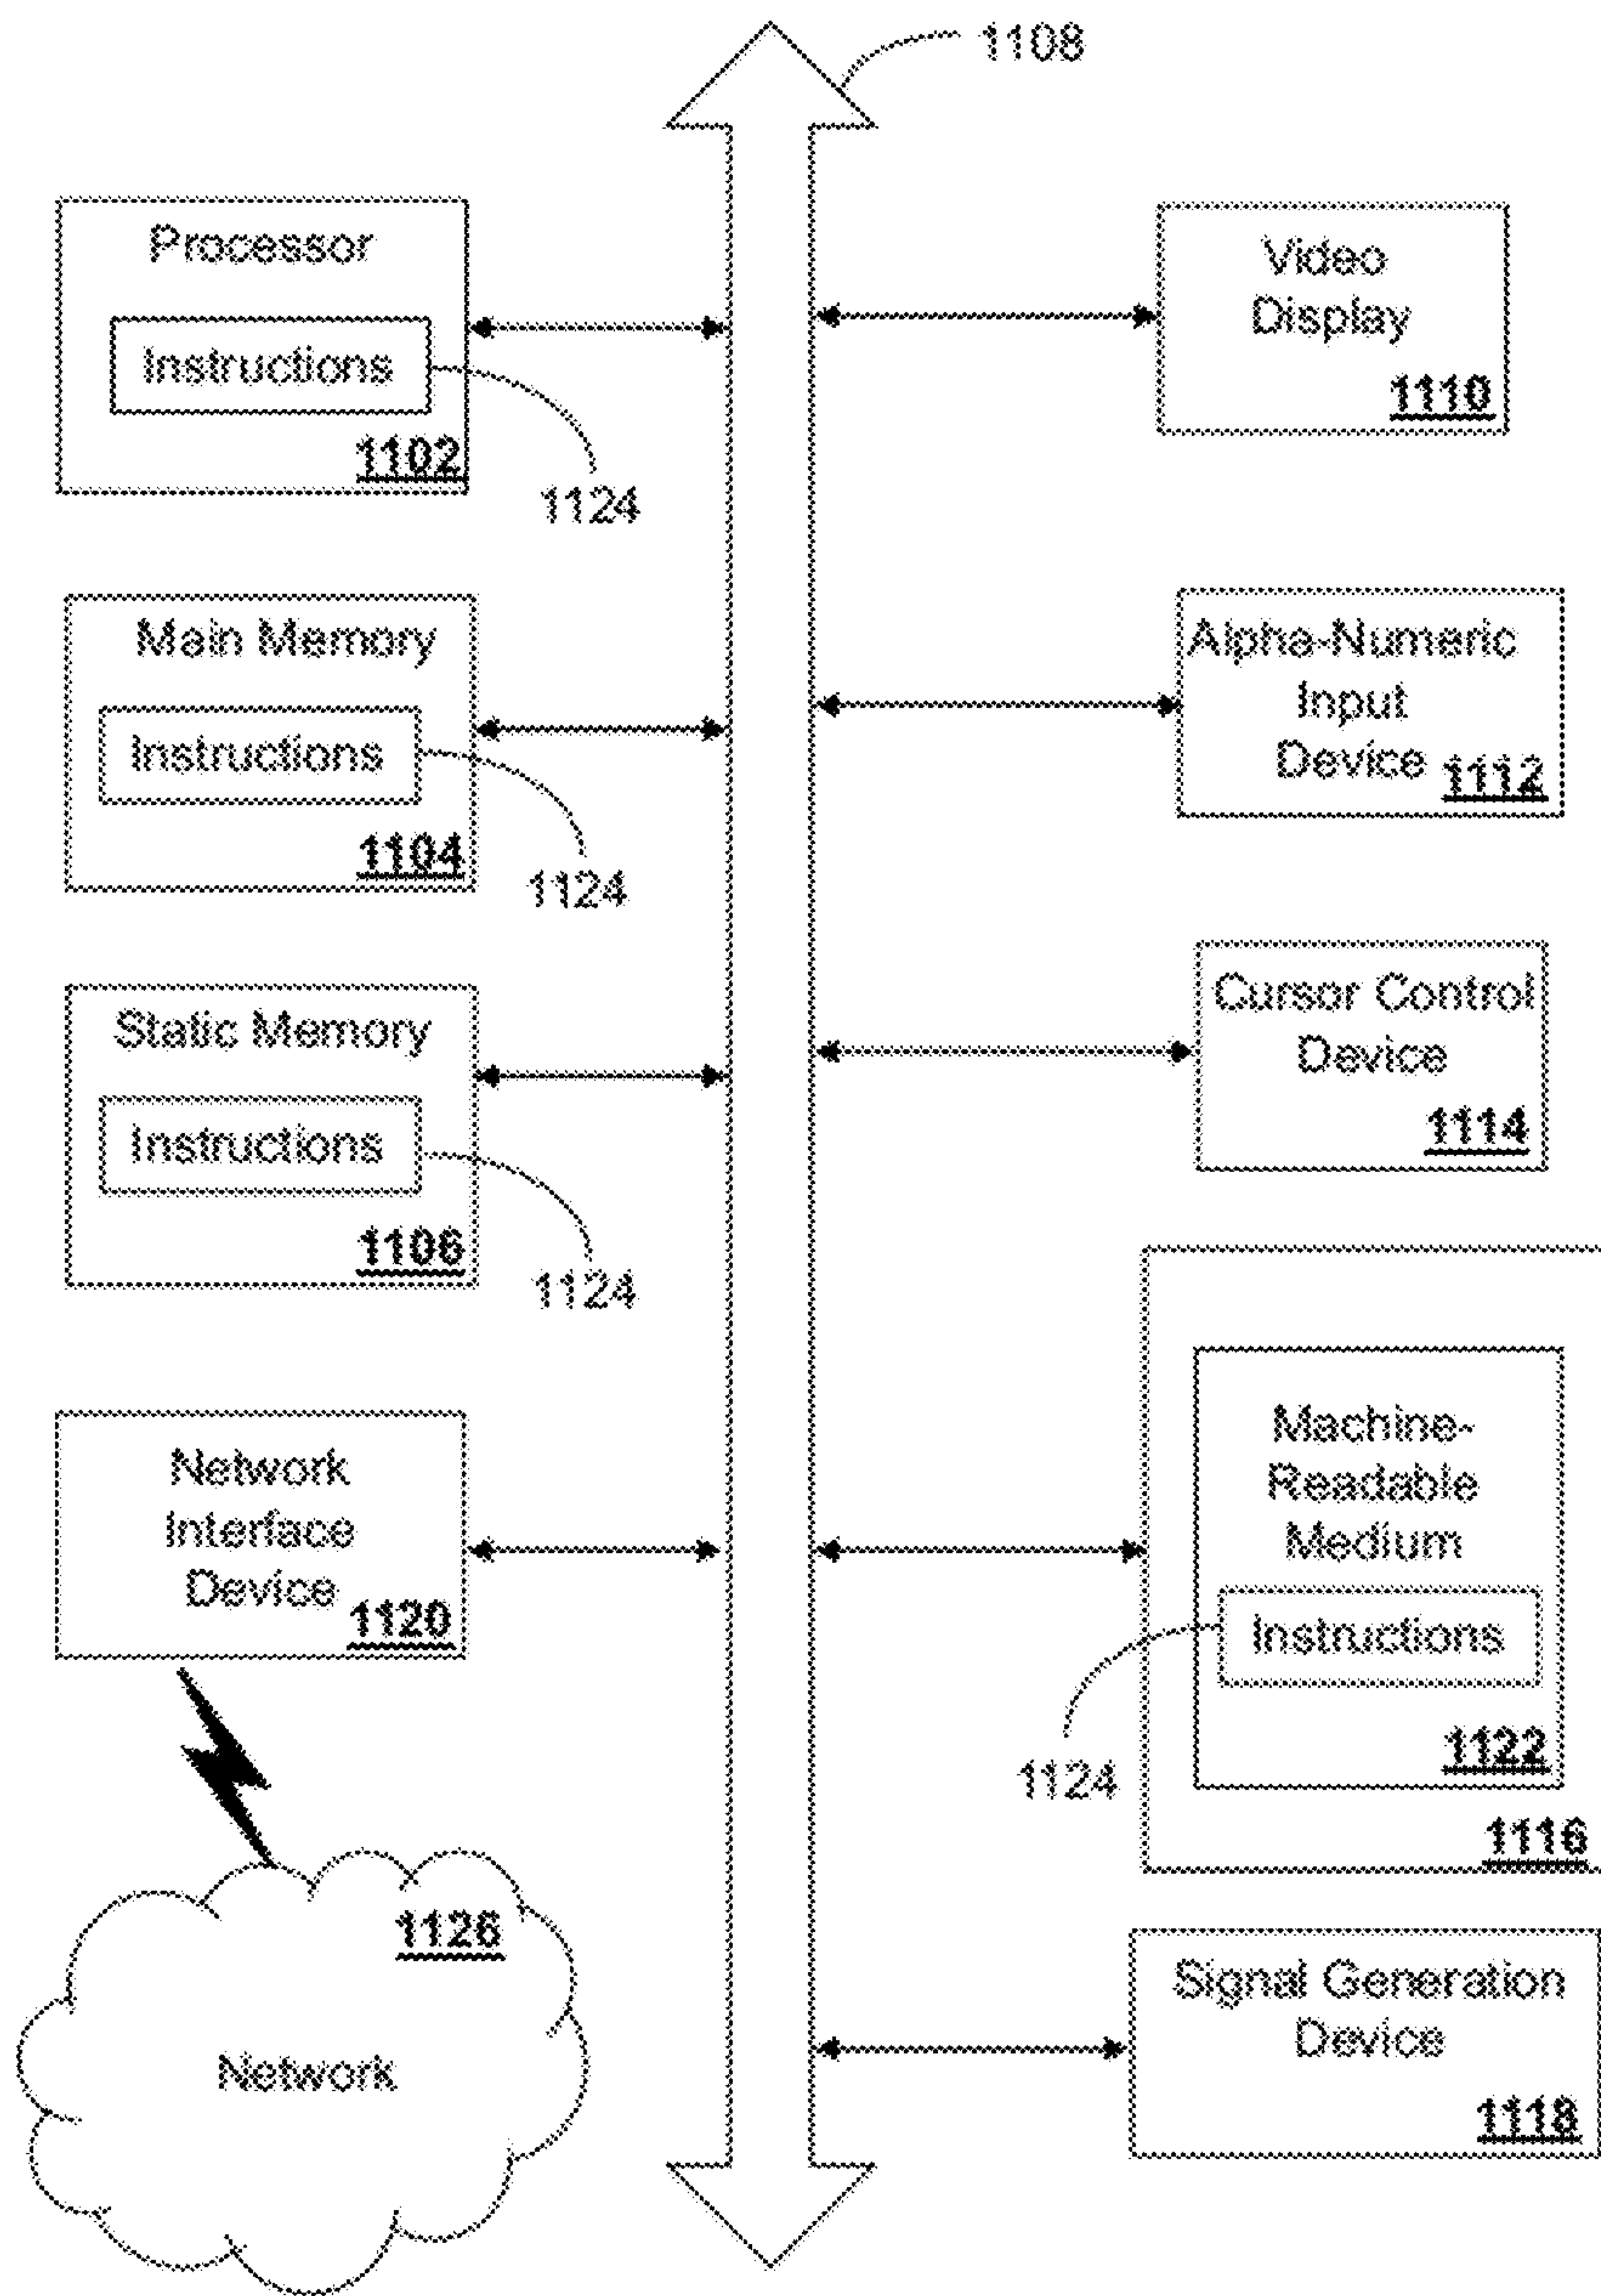 1108
Processor
Instructions
1102
1124
Main Memory
Instructions
1104
1124
Static Memory
Instructions
1106
1124
Network
Interface
Device
1120
1126
Network
Video
Display
1110
Alpha-Numeric
Input
Device 1112
Cursor Control
Device
1114
Machine-
Readable
Medium
Instructions
1122
1124
1116
Signal Generation
Device
1118